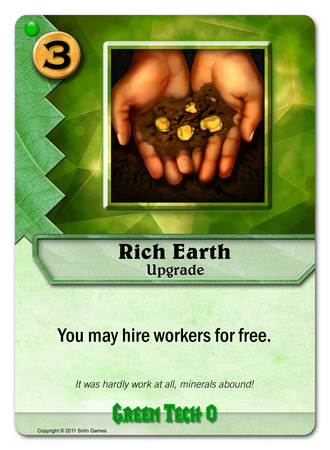 3
Rich Earth
Upgrade
You may hire workers for free.
It was hardly work at all, minerals abound!
Green Tech 0
Copyright © 2011 Sirlin Games